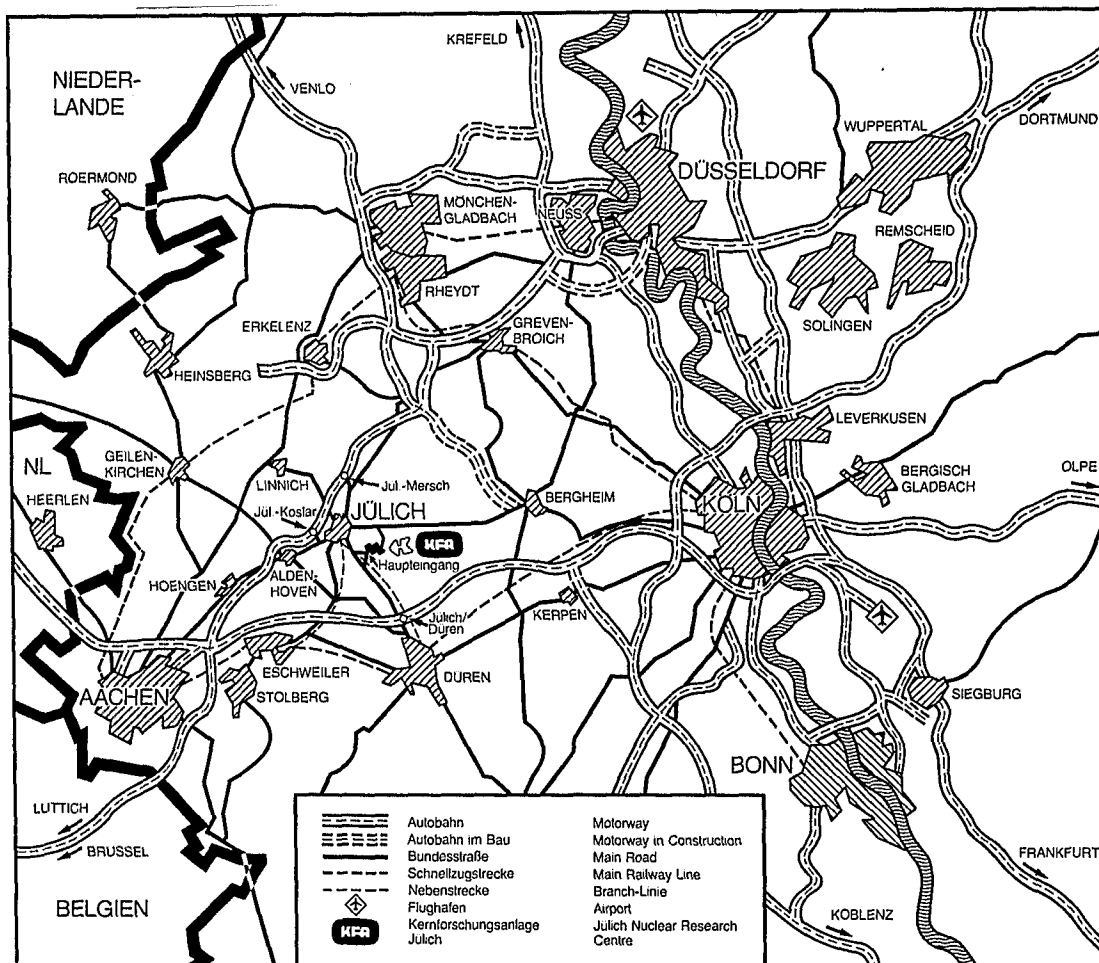 KREFELD
NIEDER-
LANDE
VENLO
DORTMUND
WUPPERTAL
DÜSSELDORF
ROERMOND
MÖNCHEN-
GLADBACH
NEUSS
REMSCHEID
RHEYDT
SOLINGEN
ERKELENZ
GREVEN-
BROICH
HEINSBERG
LEVERKUSEN
NL
GEILEN-
KIRCHEN
LINNICH
Jül.-Mersch
BERGISCH
GLADBACH
OLPE
HEERLEN
BERGHEIM
KÖLN
Jül.-Koslar
JÜLICH
KFA
Haupteingang
HOENGEN
ALDEN-
HOVEN
KERPEN
Jülich/
Düren
ESCHWEILER
DÜREN
AACHEN
STOLBERG
SIEGBURG
BONN
LUTTICH
BRUSSEL
FRANKFURT
BELGIEN
KOBLENZ
Autobahn Motorway
Autobahn im Bau Motorway in Construction
Bundesstraße Main Road
Schnellzugstrecke Main Railway Line
Nebenstrecke Branch-Linie
Flughafen Airport
KFA Kernforschungsanlage Jülich Nuclear Research
Jülich Centre